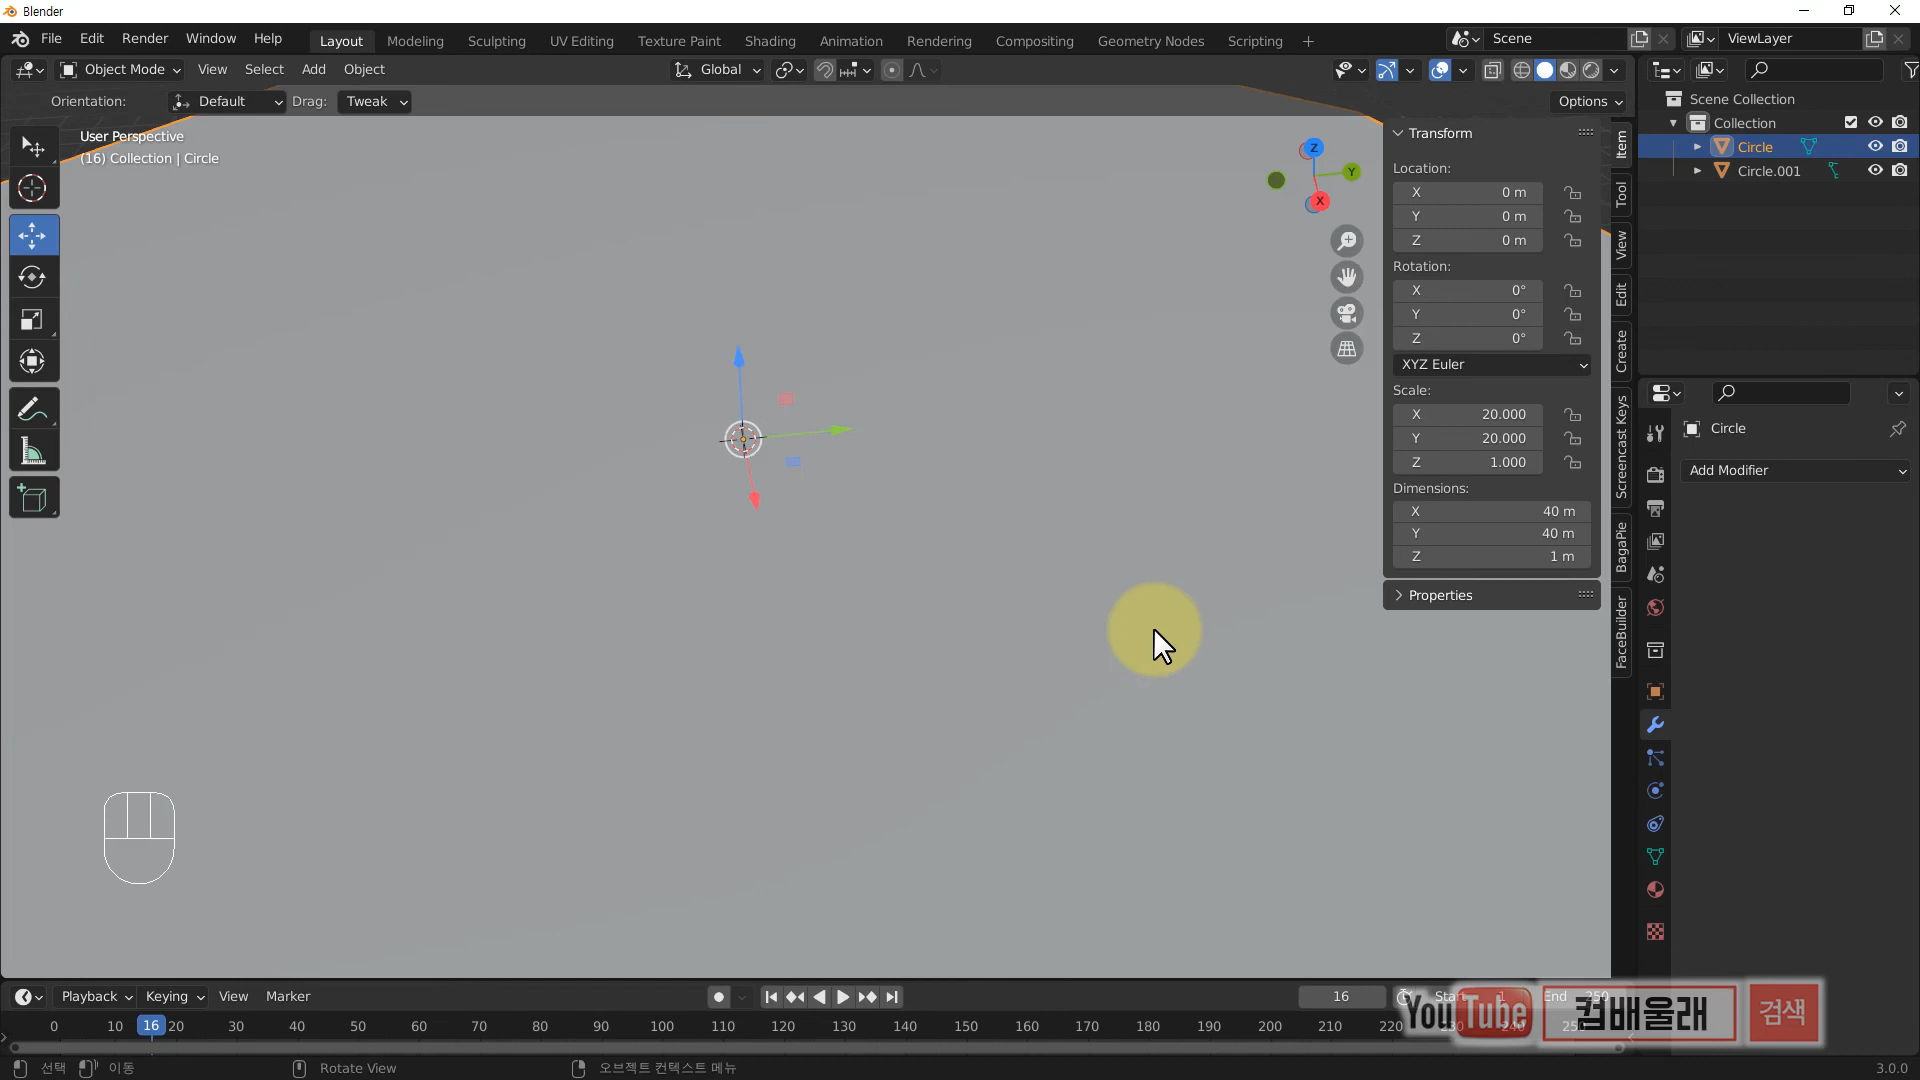 Blender
File Edit Render Window Help Layout Modeling Sculpting UV Editing Texture Paint Shading Animation Rendering Compositing Geometry Nodes Scripting + Scene ViewLayer
Object Mode View Select Add Object Global
Orientation: Default Drag: Tweak Options
User Perspective
(16) Collection | Circle
Z
Y
X
Transform
Location:
X 0 m
Y 0 m
Z 0 m
Rotation:
X 0°
Y 0°
Z 0°
XYZ Euler
Scale:
X 20.000
Y 20.000
Z 1.000
Dimensions:
X 40 m
Y 40 m
Z 1 m
Properties
Item
Tool
View
Edit
Create
Screencast Keys
BagaPie
FaceBuilder
Scene Collection
Collection
Circle
Circle.001
Circle
Add Modifier
Playback Keying View Marker 16 Start 1 End 250
0 10 16 20 30 40 50 60 70 80 90 100 110 120 130 140 150 160 170 180 190 200 210 220 230 240 250
YouTube 컴배울래 검색
선택 이동 Rotate View 오브젝트 컨텍스트 메뉴 3.0.0